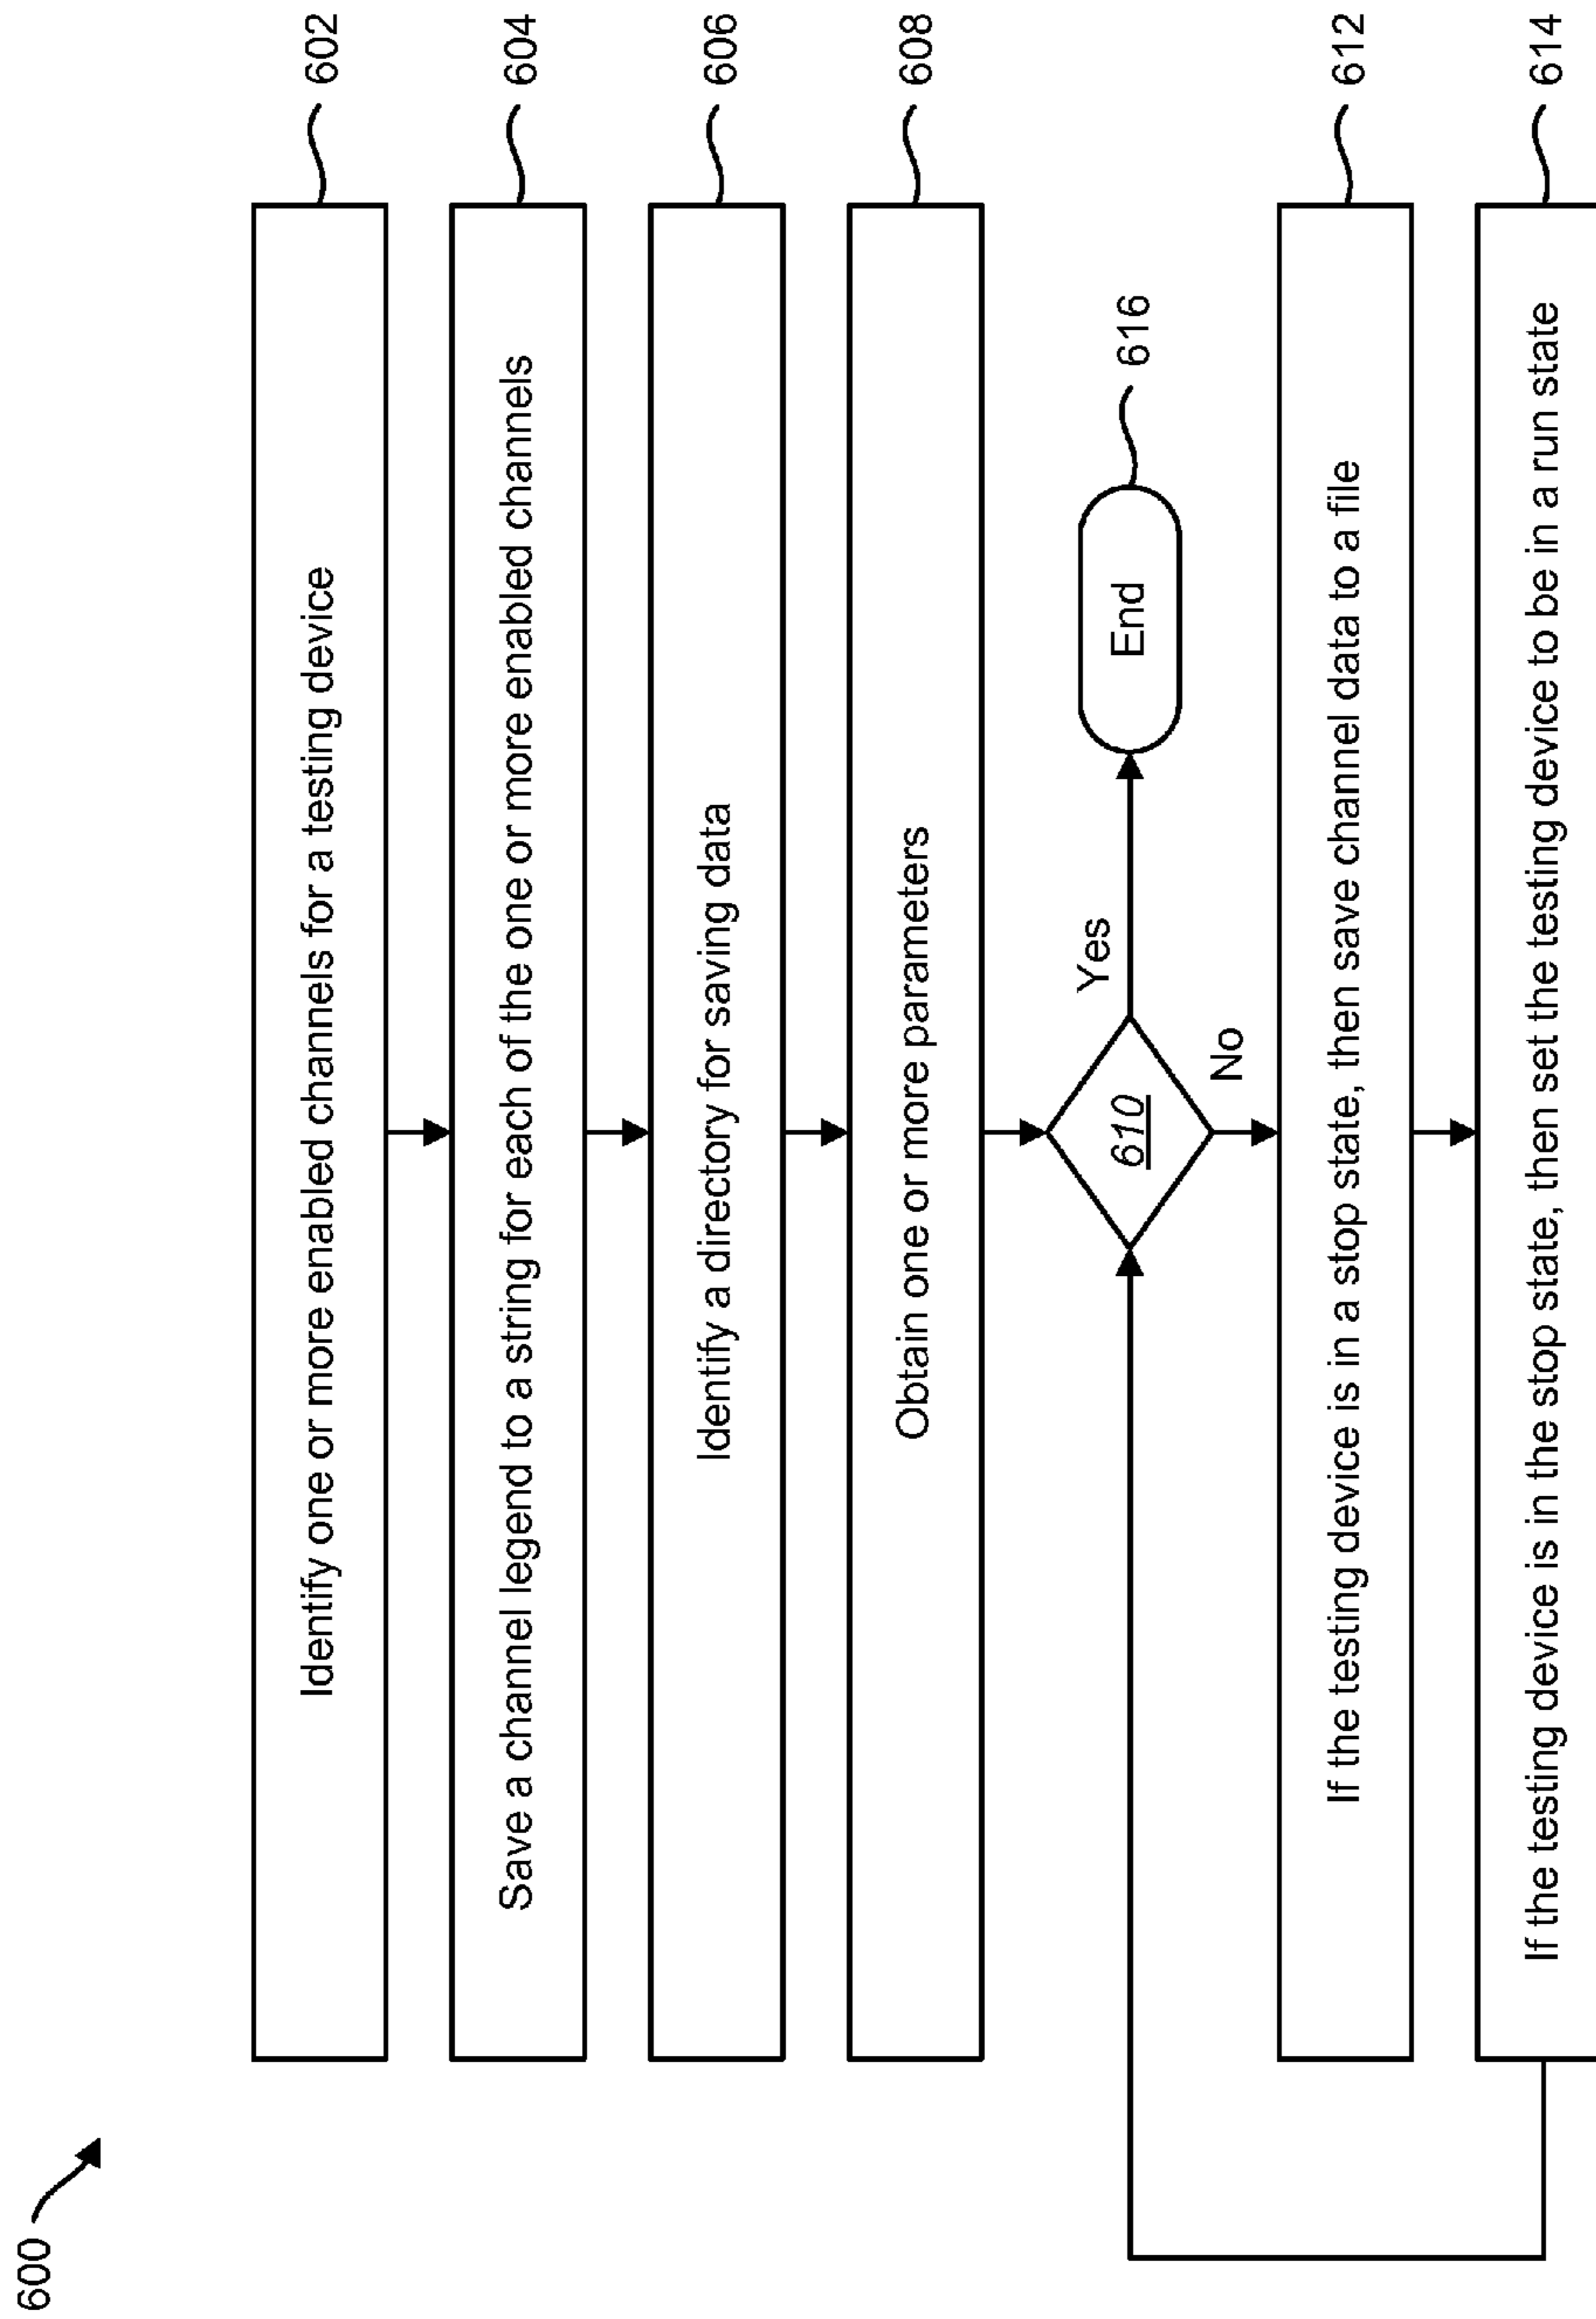 600
Identify one or more enabled channels for a testing device
602
Save a channel legend to a string for each of the one or more enabled channels
604
Identify a directory for saving data
606
Obtain one or more parameters
608
610
Yes
End
616
No
If the testing device is in a stop state, then save channel data to a file
612
If the testing device is in the stop state, then set the testing device to be in a run state
614